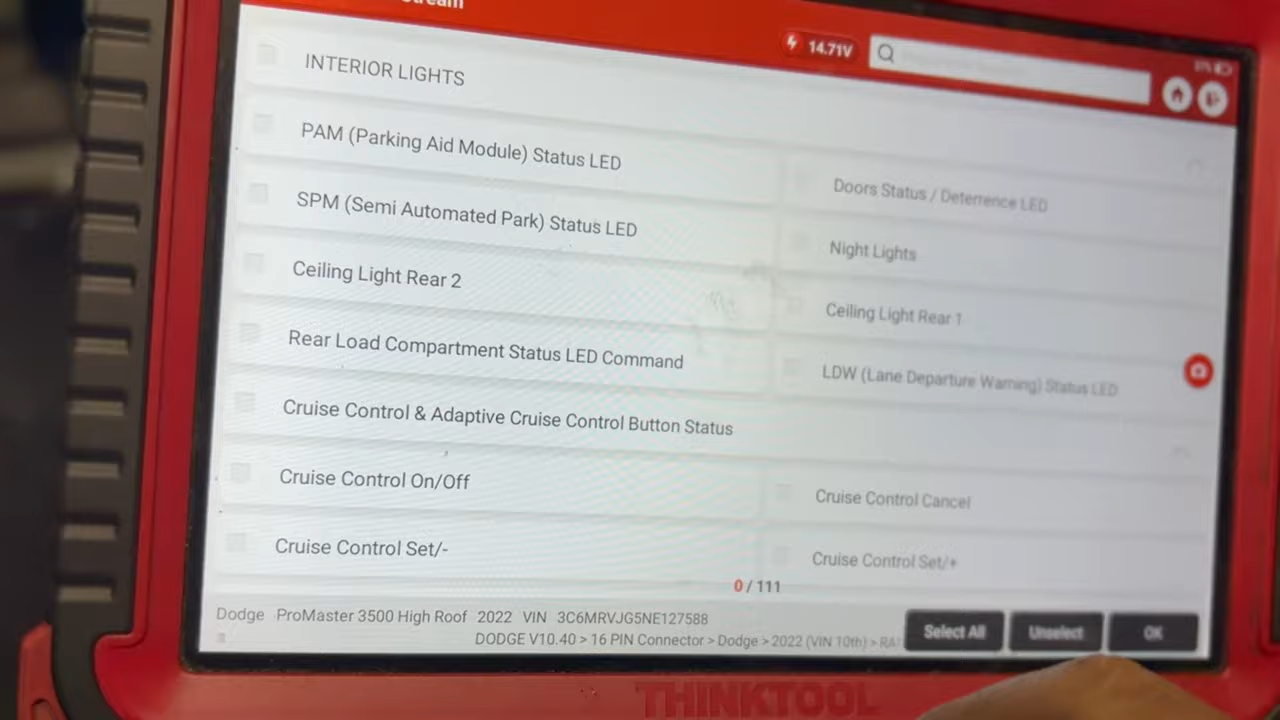 14.71V
INTERIOR LIGHTS
PAM (Parking Aid Module) Status LED
Doors Status / Deterrence LED
SPM (Semi Automated Park) Status LED
Night Lights
Ceiling Light Rear 2
Ceiling Light Rear 1
Rear Load Compartment Status LED Command
LDW (Lane Departure Warning) Status LED
Cruise Control & Adaptive Cruise Control Button Status
Cruise Control On/Off
Cruise Control Cancel
Cruise Control Set/-
Cruise Control Set/+
0 / 111
Dodge ProMaster 3500 High Roof 2022 VIN 3C6MRVJG5NE127588
DODGE V10.40 > 16 PIN Connector > Dodge > 2022 (VIN 10th) >
Select All Unselect OK
THINKTOOL